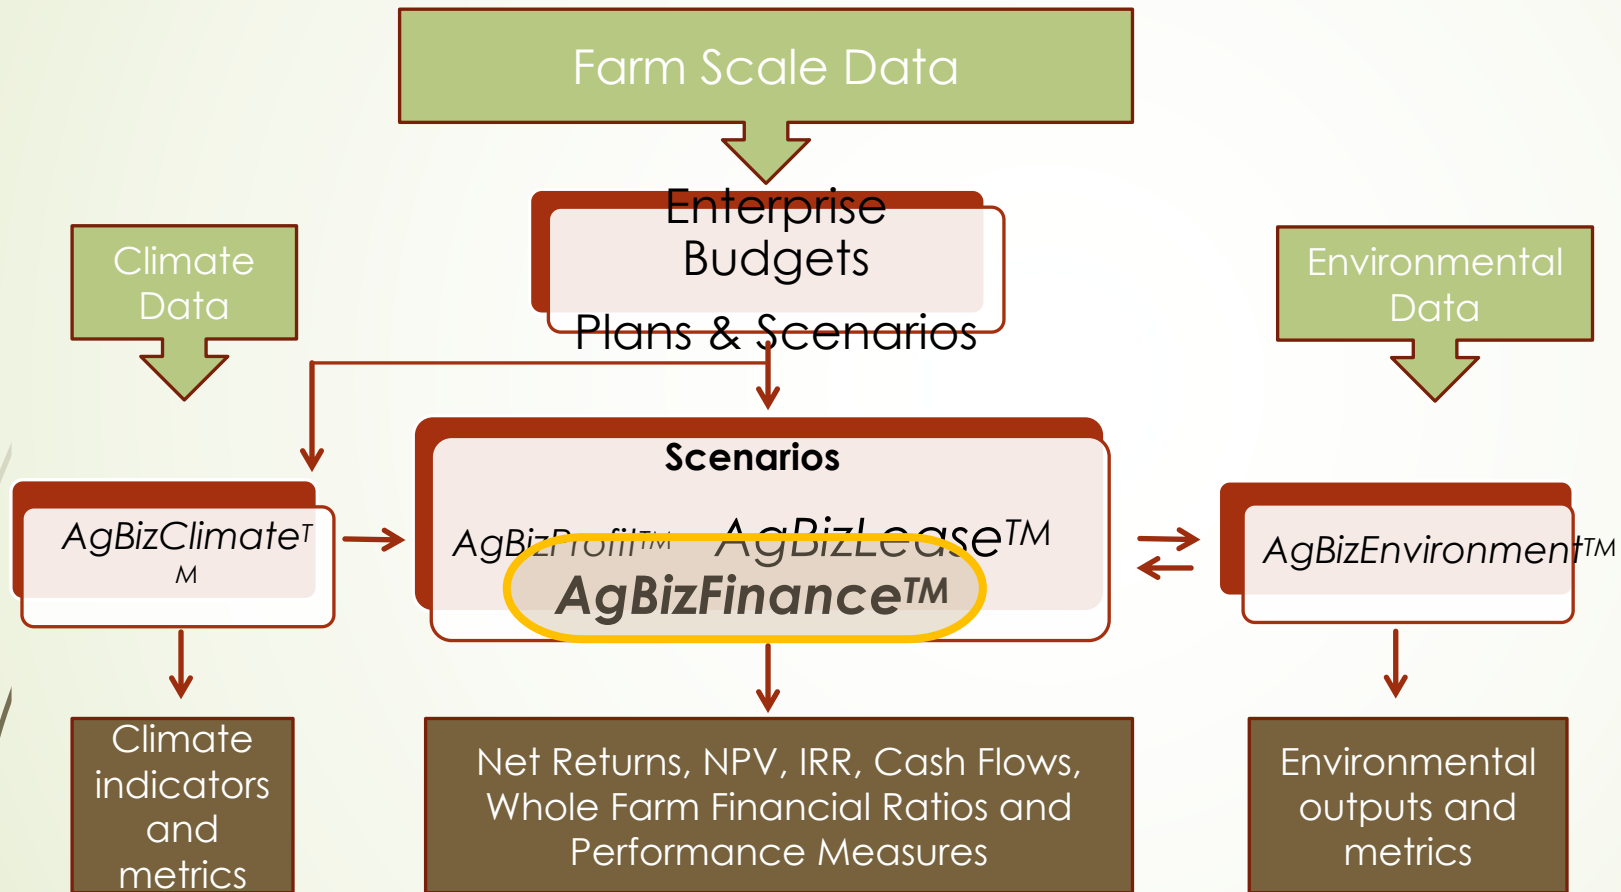 Farm Scale Data
Enterprise
Budgets
Plans & Scenarios
Climate
Data
Environmental
Data
Scenarios
AgBizProfit™ AgBizLease™
AgBizFinance™
AgBizClimateT
M
AgBizEnvironment™
Climate
indicators
and
metrics
Net Returns, NPV, IRR, Cash Flows,
Whole Farm Financial Ratios and
Performance Measures
Environmental
outputs and
metrics